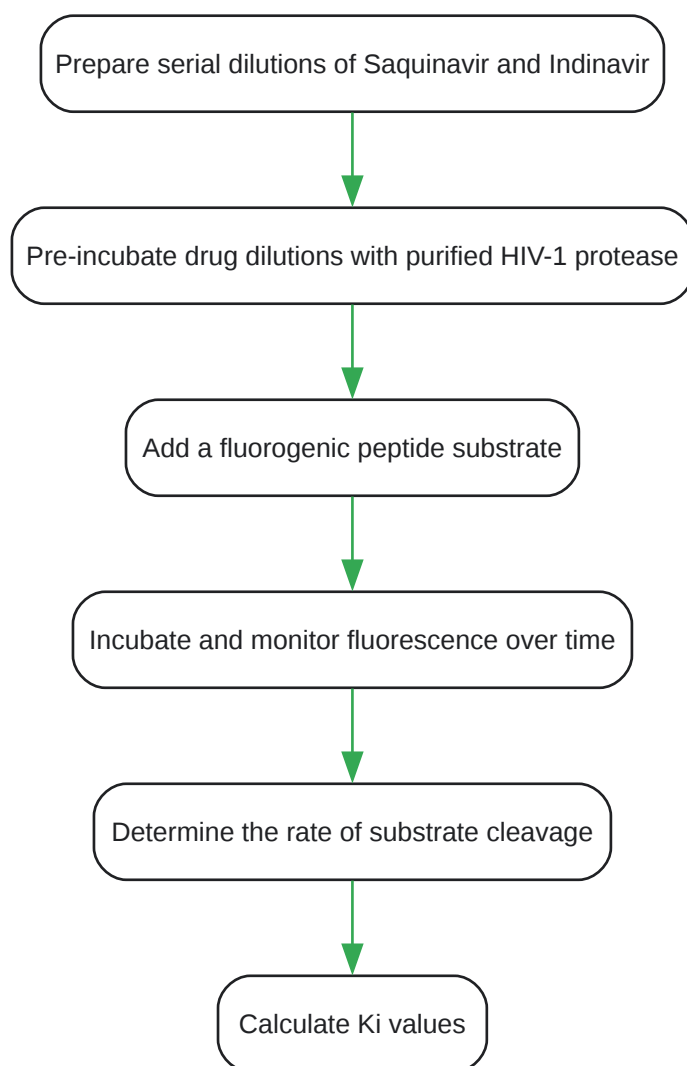 Prepare serial dilutions of Saquinavir and Indinavir
Pre-incubate drug dilutions with purified HIV-1 protease
Add a fluorogenic peptide substrate
Incubate and monitor fluorescence over time
Determine the rate of substrate cleavage
Calculate Ki values